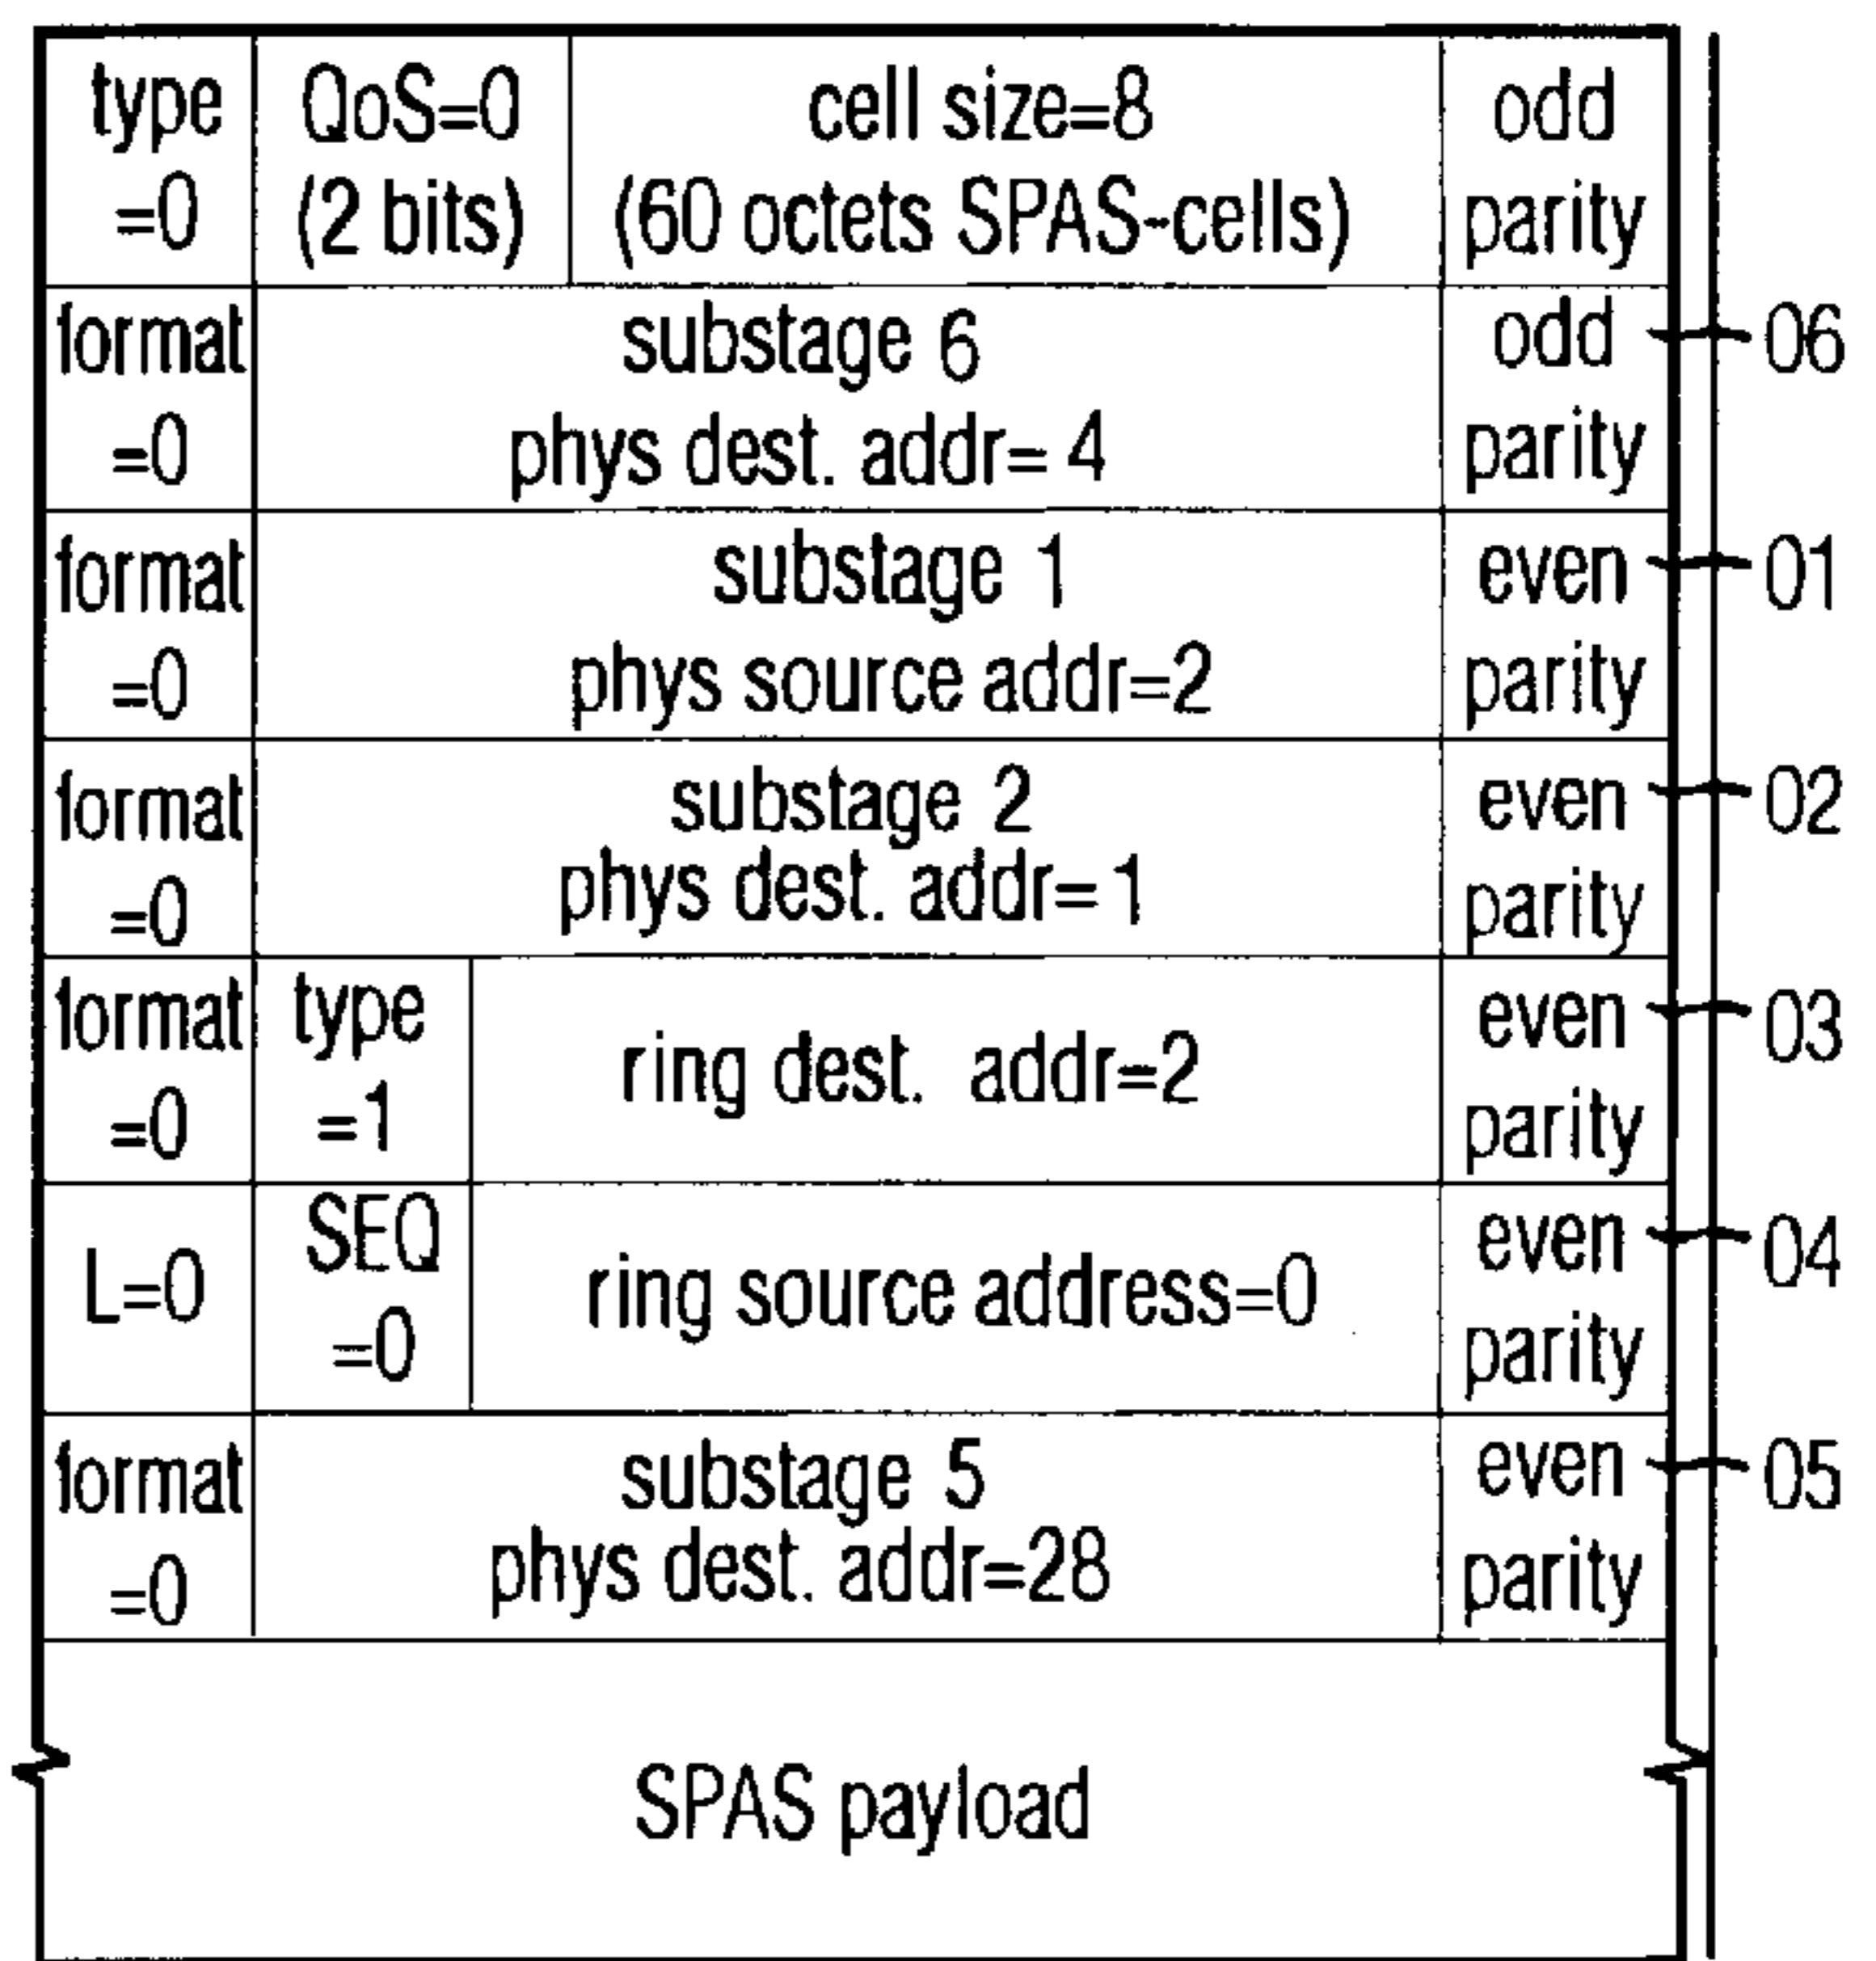 type QoS=0 cell size=8 odd
=0 (2 bits) (60 octets SPAS-cells) parity
format substage 6 odd 06
=0 phys dest. addr= 4 parity
format substage 1 even 01
=0 phys source addr=2 parity
format substage 2 even 02
=0 phys dest. addr=1 parity
format type ring dest. addr=2 even 03
=0 =1 parity
L=0 SEQ ring source address=0 even 04
=0 parity
format substage 5 even 05
=0 phys dest. addr=28 parity
SPAS payload